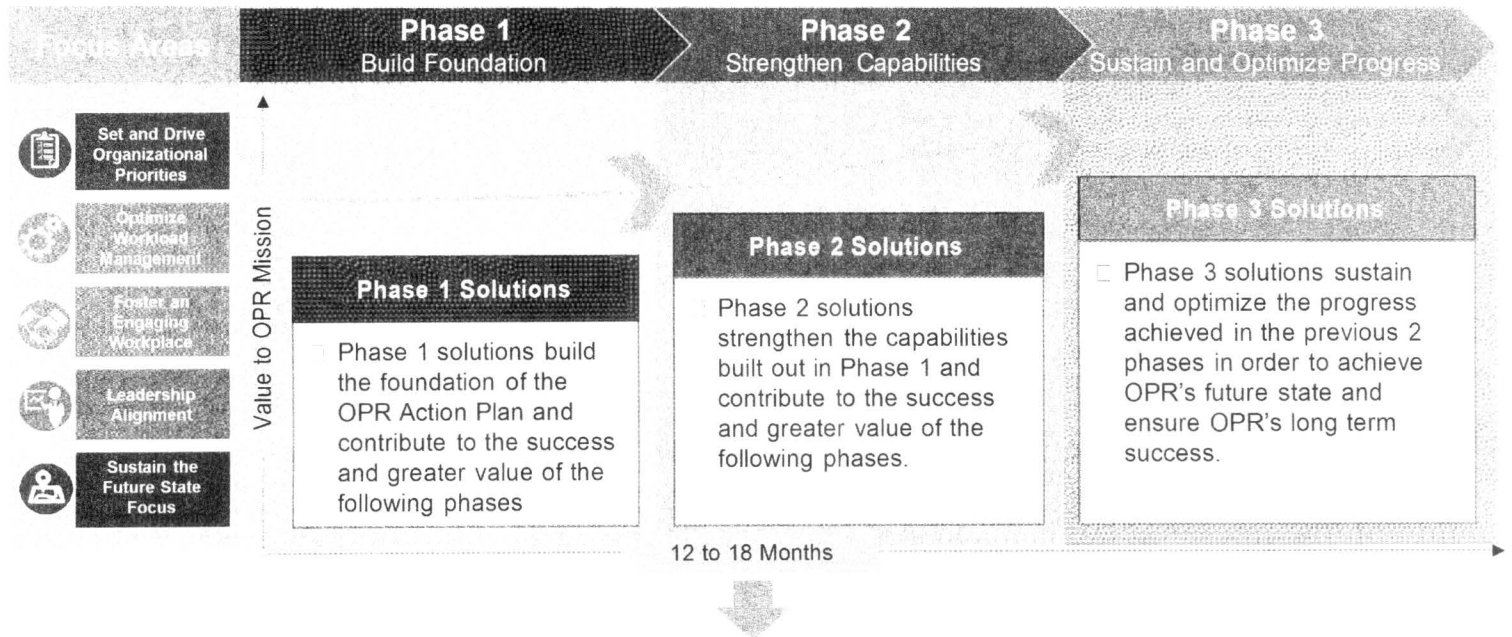 Focus Areas
Phase 1
Build Foundation
Phase 2
Strengthen Capabilities
Phase 3
Sustain and Optimize Progress
Set and Drive
Organizational
Priorities
Optimize
Workload
Management
Foster an
Engaging
Workplace
Leadership
Alignment
Sustain the
Future State
Focus
Value to OPR Mission
Phase 1 Solutions
Phase 1 solutions build
the foundation of the
OPR Action Plan and
contribute to the success
and greater value of the
following phases
Phase 2 Solutions
Phase 2 solutions
strengthen the capabilities
built out in Phase 1 and
contribute to the success
and greater value of the
following phases.
Phase 3 Solutions
Phase 3 solutions sustain
and optimize the progress
achieved in the previous 2
phases in order to achieve
OPR's future state and
ensure OPR's long term
success.
12 to 18 Months